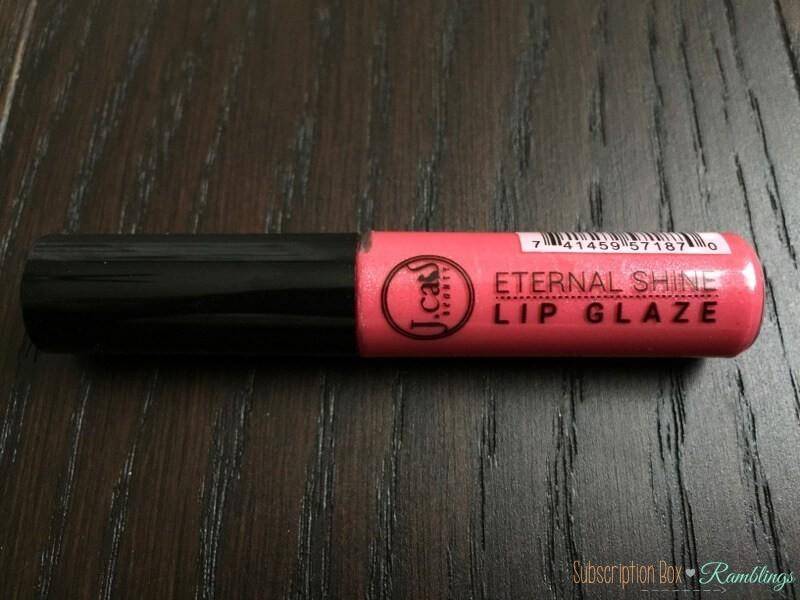 7 41459 57187 0
J.Cat
BEAUTY
ETERNAL SHINE
LIP GLAZE
Subscription Box ♥ Ramblings